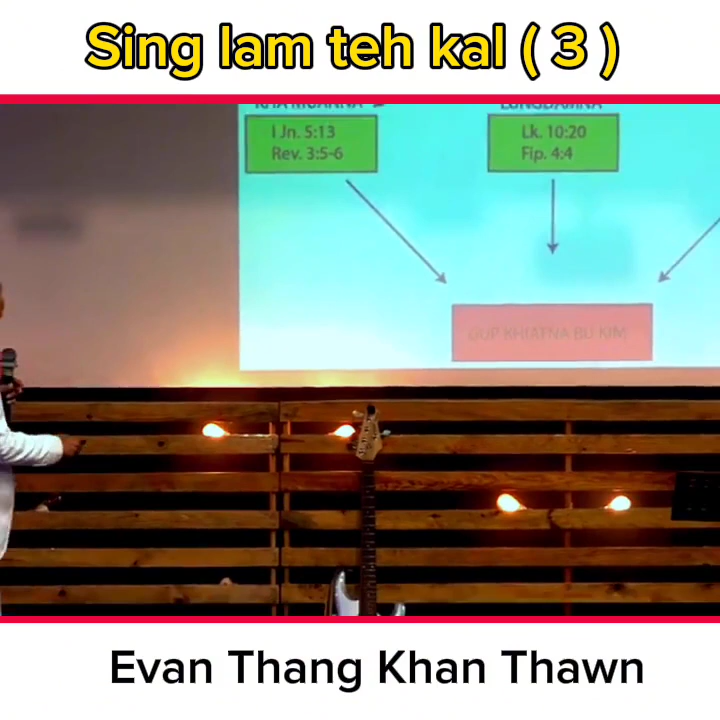 Sing lam teh kal ( 3 )
I Jn. 5:13
Rev. 3:5-6
Lk. 10:20
Fip. 4:4
KHIATNA BU KIM
Evan Thang Khan Thawn